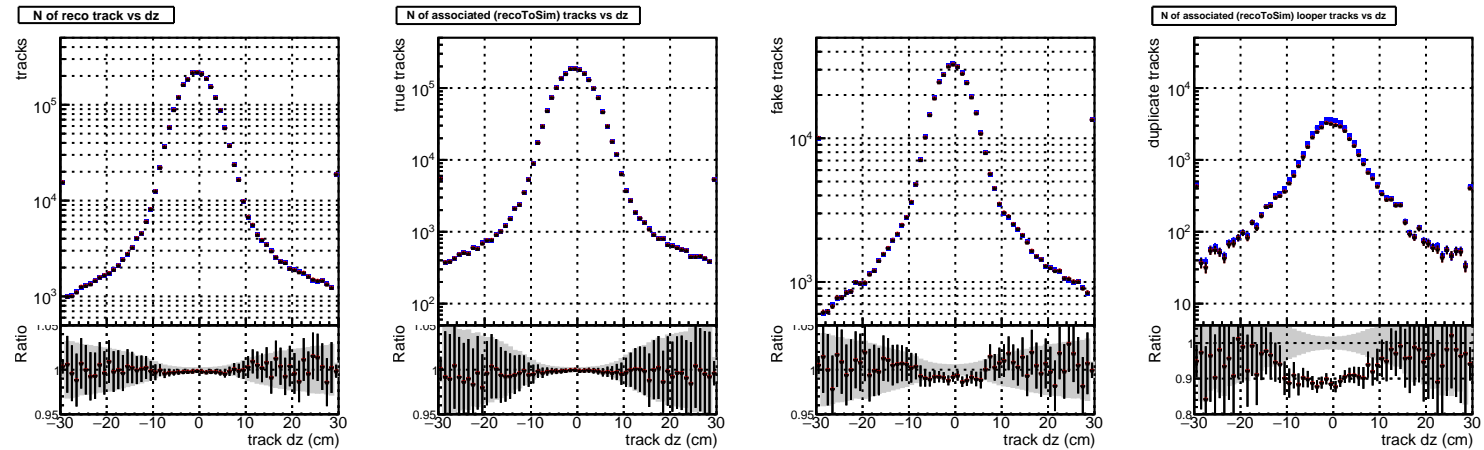 N of reco track vs dz
tracks
10^5
10^4
10^3
Ratio
1.05
1
0.95
−30 −20 −10 0 10 20 30
track dz (cm)
N of associated (recoToSim) tracks vs dz
true tracks
10^5
10^4
10^3
10^2
Ratio
1.05
1
0.95
−30 −20 −10 0 10 20 30
track dz (cm)
fake tracks
10^4
10^3
Ratio
1.05
1
0.95
−30 −20 −10 0 10 20 30
track dz (cm)
N of associated (recoToSim) looper tracks vs dz
duplicate tracks
10^4
10^3
10^2
10
Ratio
1
0.9
0.8
−30 −20 −10 0 10 20 30
track dz (cm)